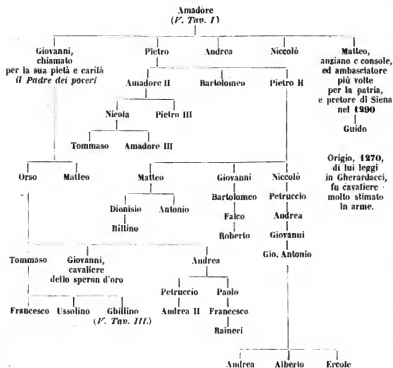 Amadore
(V. Tav. I)
Giovanni, Pietro Andrea Niccolò Matteo,
chiamato anziano e console,
per la sua pietà e carità ed ambasciatore
il Padre dei poveri più volte
Amadore II Bartolomeo Pietro II per la patria,
e pretore di Siena
nel 1290
Nicola Pietro III
Guido
Tommaso Amadore III
Origio, 1270,
di lui leggi
Orso Matteo Matteo Giovanni Niccolò in Gherardacci,
fu cavaliere
Bartolomeo Petruccio molto stimato
Dionisio Antonio in arme.
Falco Andrea
Bittino
Roberto Giovanni
Gio. Antonio
Tommaso Giovanni, Andrea
cavaliere
dello speron d'oro
Petruccio Paolo
Francesco Ussolino Ghillino Andrea II Francesco
(V. Tav. III.)
Raineri
Andrea Alberto Ercole